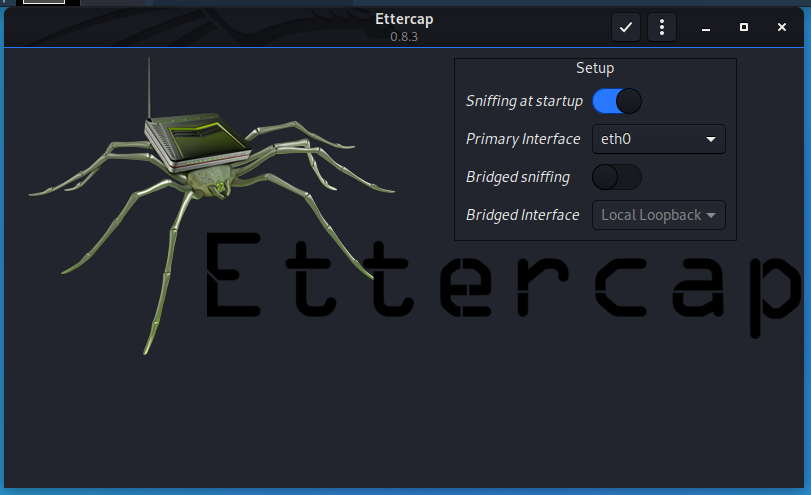 Ettercap
0.8.3
Setup
Sniffing at startup
Primary Interface eth0
Bridged sniffing
Bridged Interface Local Loopback
Ettercap